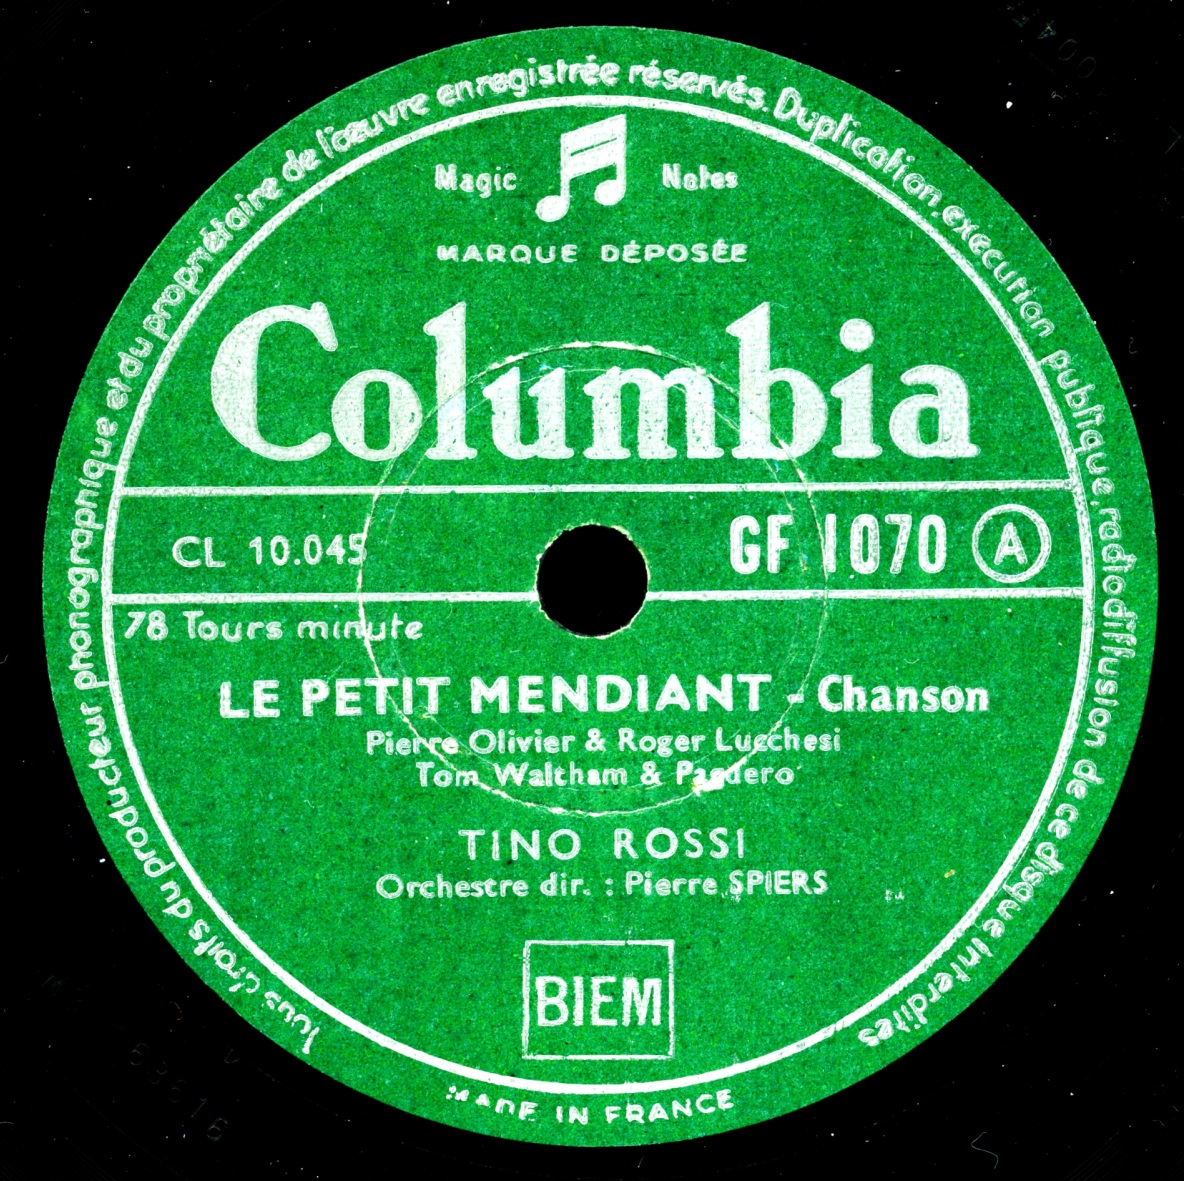 Tous droits du producteur phonographique et du propriétaire de l'œuvre enregistrée réservés. Duplication, execution publique, radiodiffusion de ce disque interdites
Magic Notes
MARQUE DÉPOSÉE
Columbia
CL 10.045 GF 1070 A
78 Tours minute
LE PETIT MENDIANT - Chanson
Pierre Olivier & Roger Lucchesi
Tom Waltham &
TINO ROSSI
Orchestre dir. : Pierre SPIERS
BIEM
MADE IN FRANCE